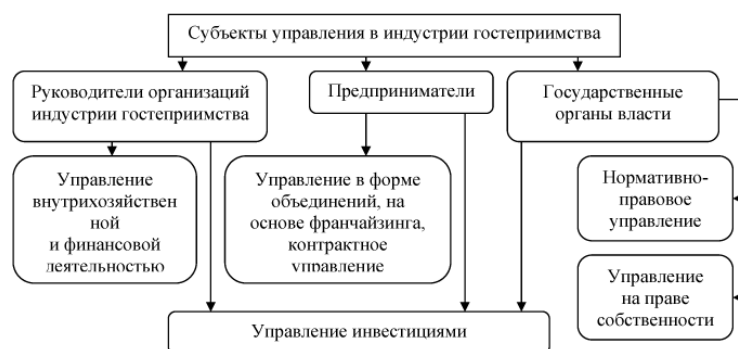 Субъекты управления в индустрии гостеприимства
Руководители организаций
индустрии гостеприимства
Предприниматели
Государственные
органы власти
Управление
внутрихозяйствен
ной
и финансовой
деятельностью
Управление в форме
объединений, на
основе франчайзинга,
контрактное
управление
Нормативно-
правовое
управление
Управление
на праве
собственности
Управление инвестициями